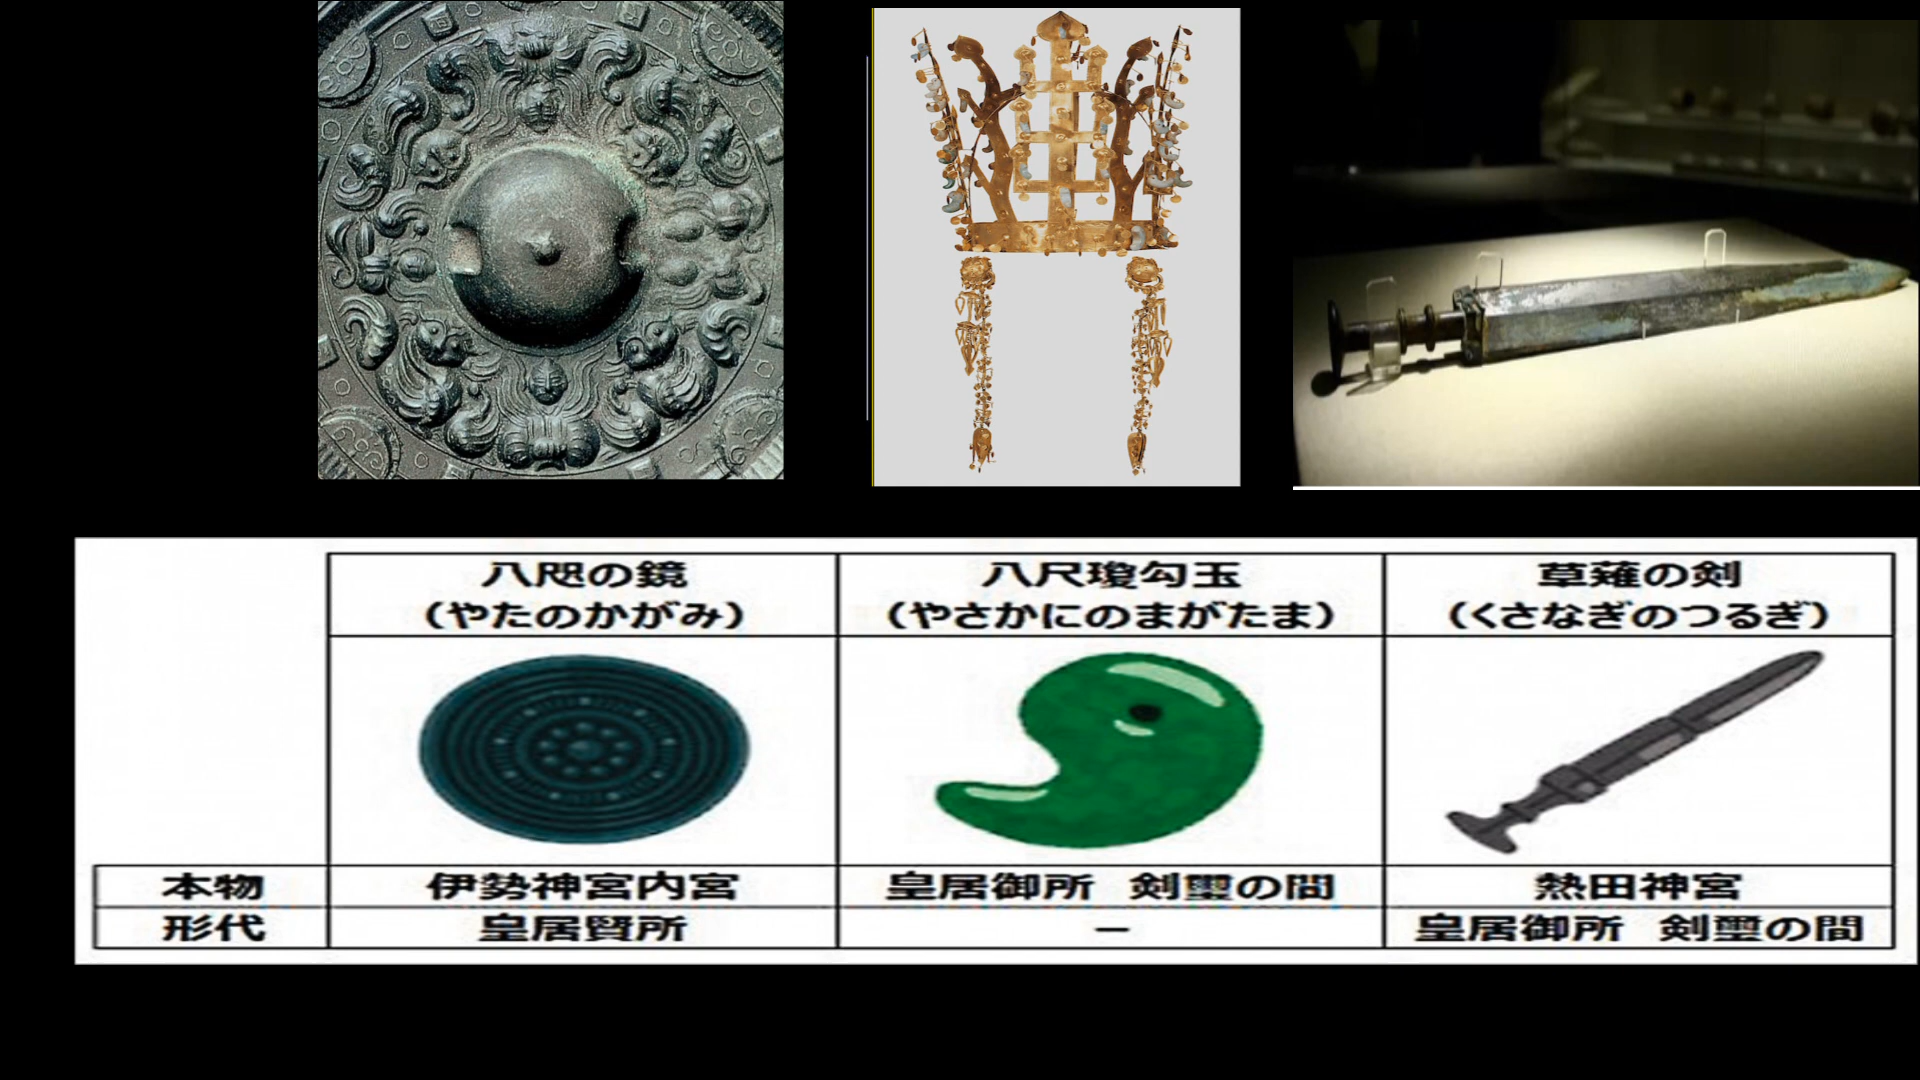 八咫の鏡
(やたのかがみ)
八尺瓊勾玉
(やさかにのまがたま)
草薙の剣
(くさなぎのつるぎ)
本物 伊勢神宮内宮 皇居御所 剣璽の間 熱田神宮
形代 皇居賢所 － 皇居御所 剣璽の間